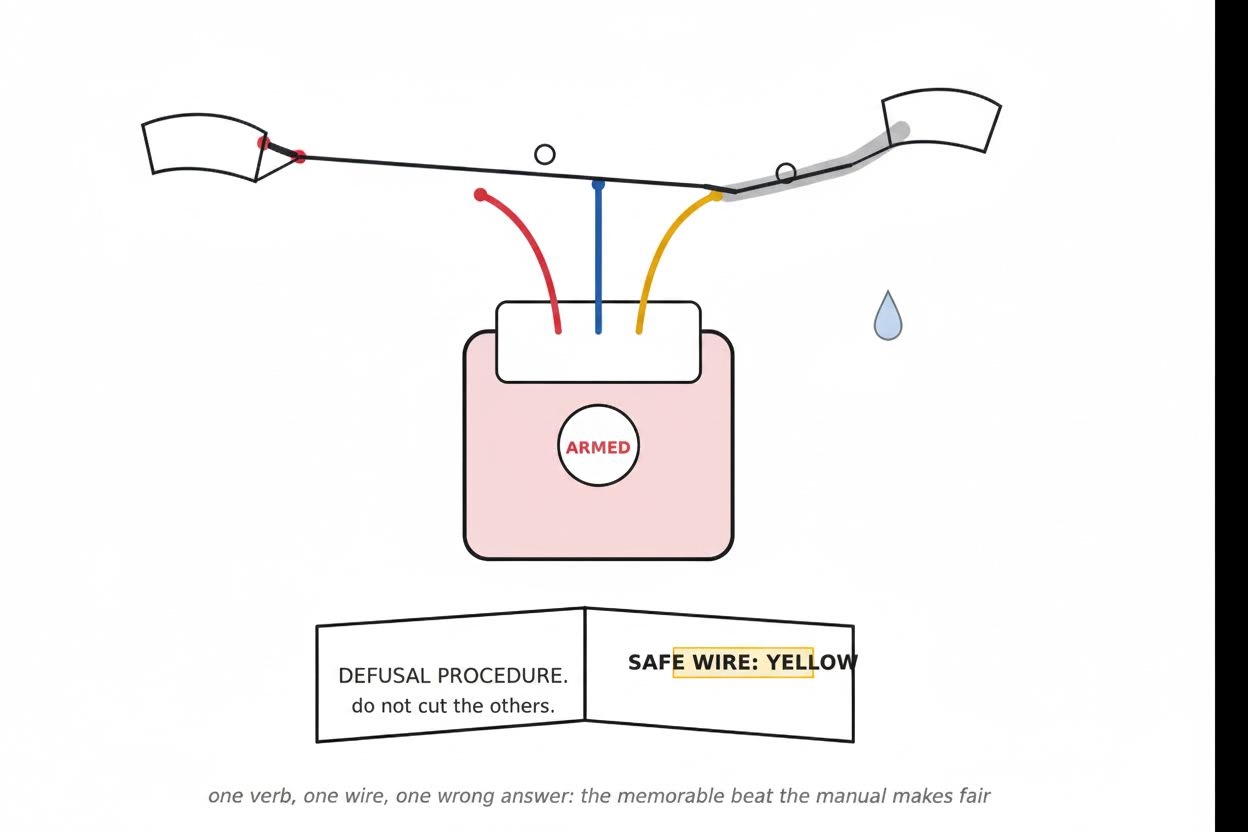 ARMED
DEFUSAL PROCEDURE.
do not cut the others.
SAFE WIRE: YELLOW
one verb, one wire, one wrong answer: the memorable beat the manual makes fair